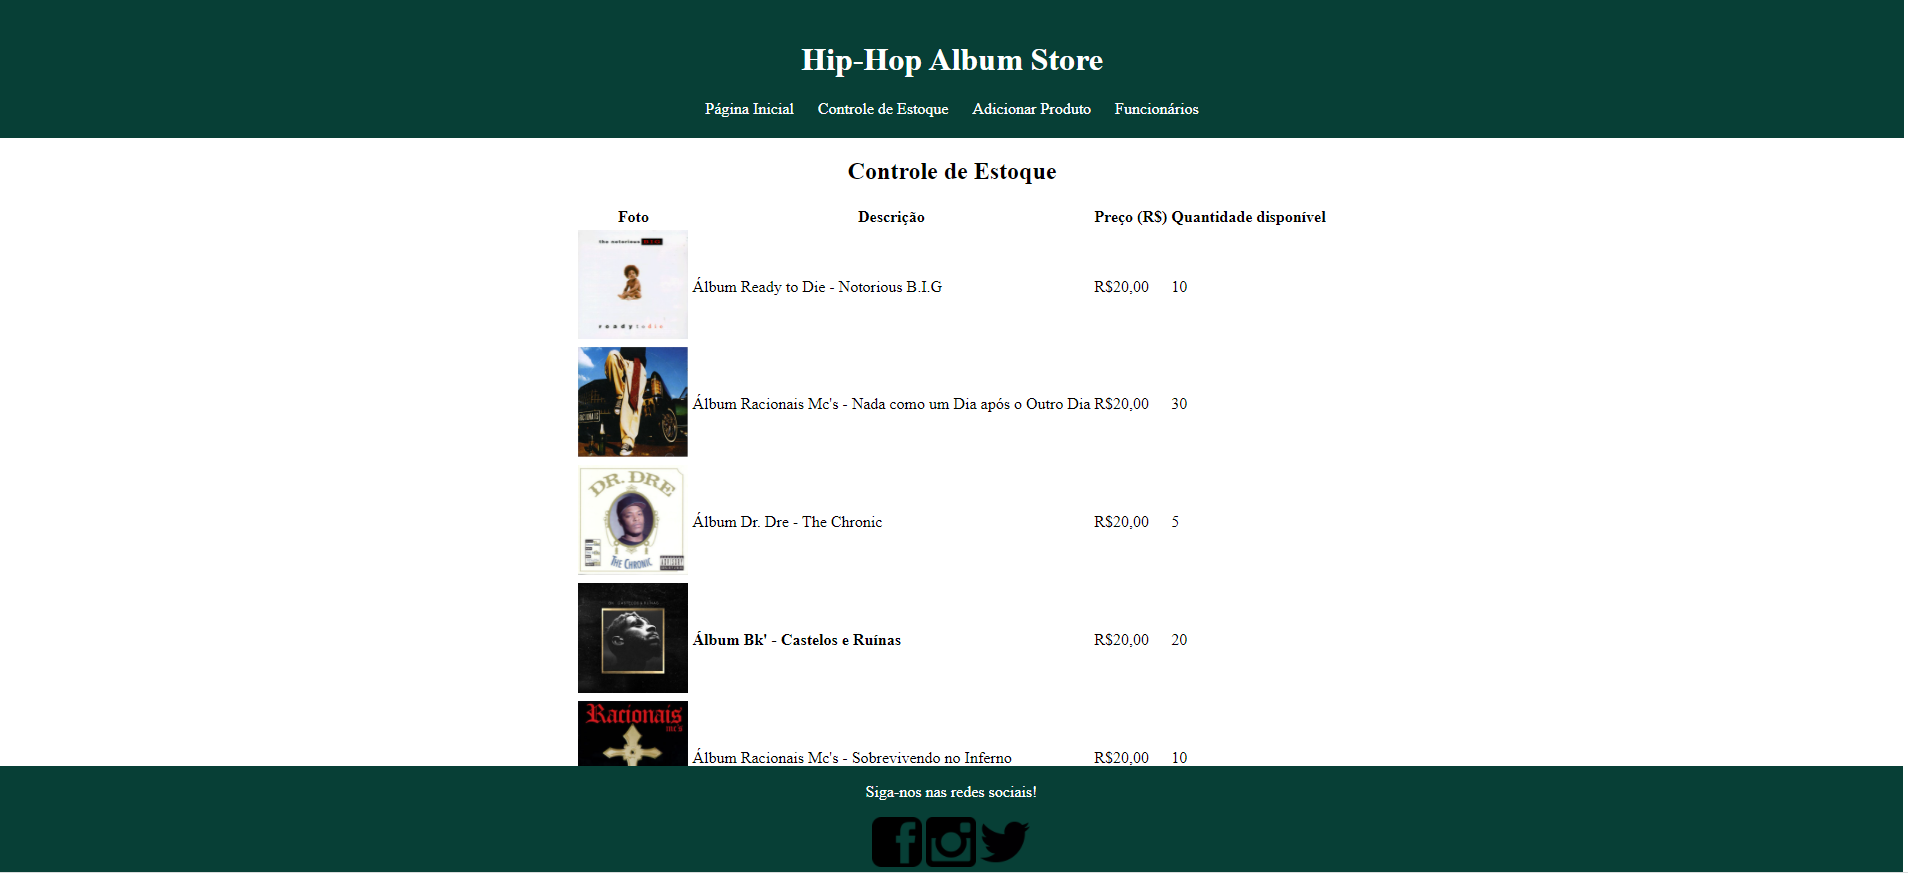 Hip-Hop Album Store
Página Inicial Controle de Estoque Adicionar Produto Funcionários
Controle de Estoque
Foto Descrição Preço (R$) Quantidade disponível
the notorious B.I.G
ready to die
Álbum Ready to Die - Notorious B.I.G R$20,00 10
Álbum Racionais Mc's - Nada como um Dia após o Outro Dia R$20,00 30
DR. DRE
THE CHRONIC
Álbum Dr. Dre - The Chronic R$20,00 5
Álbum Bk' - Castelos e Ruínas R$20,00 20
Racionais
mc's
Álbum Racionais Mc's - Sobrevivendo no Inferno R$20,00 10
Siga-nos nas redes sociais!